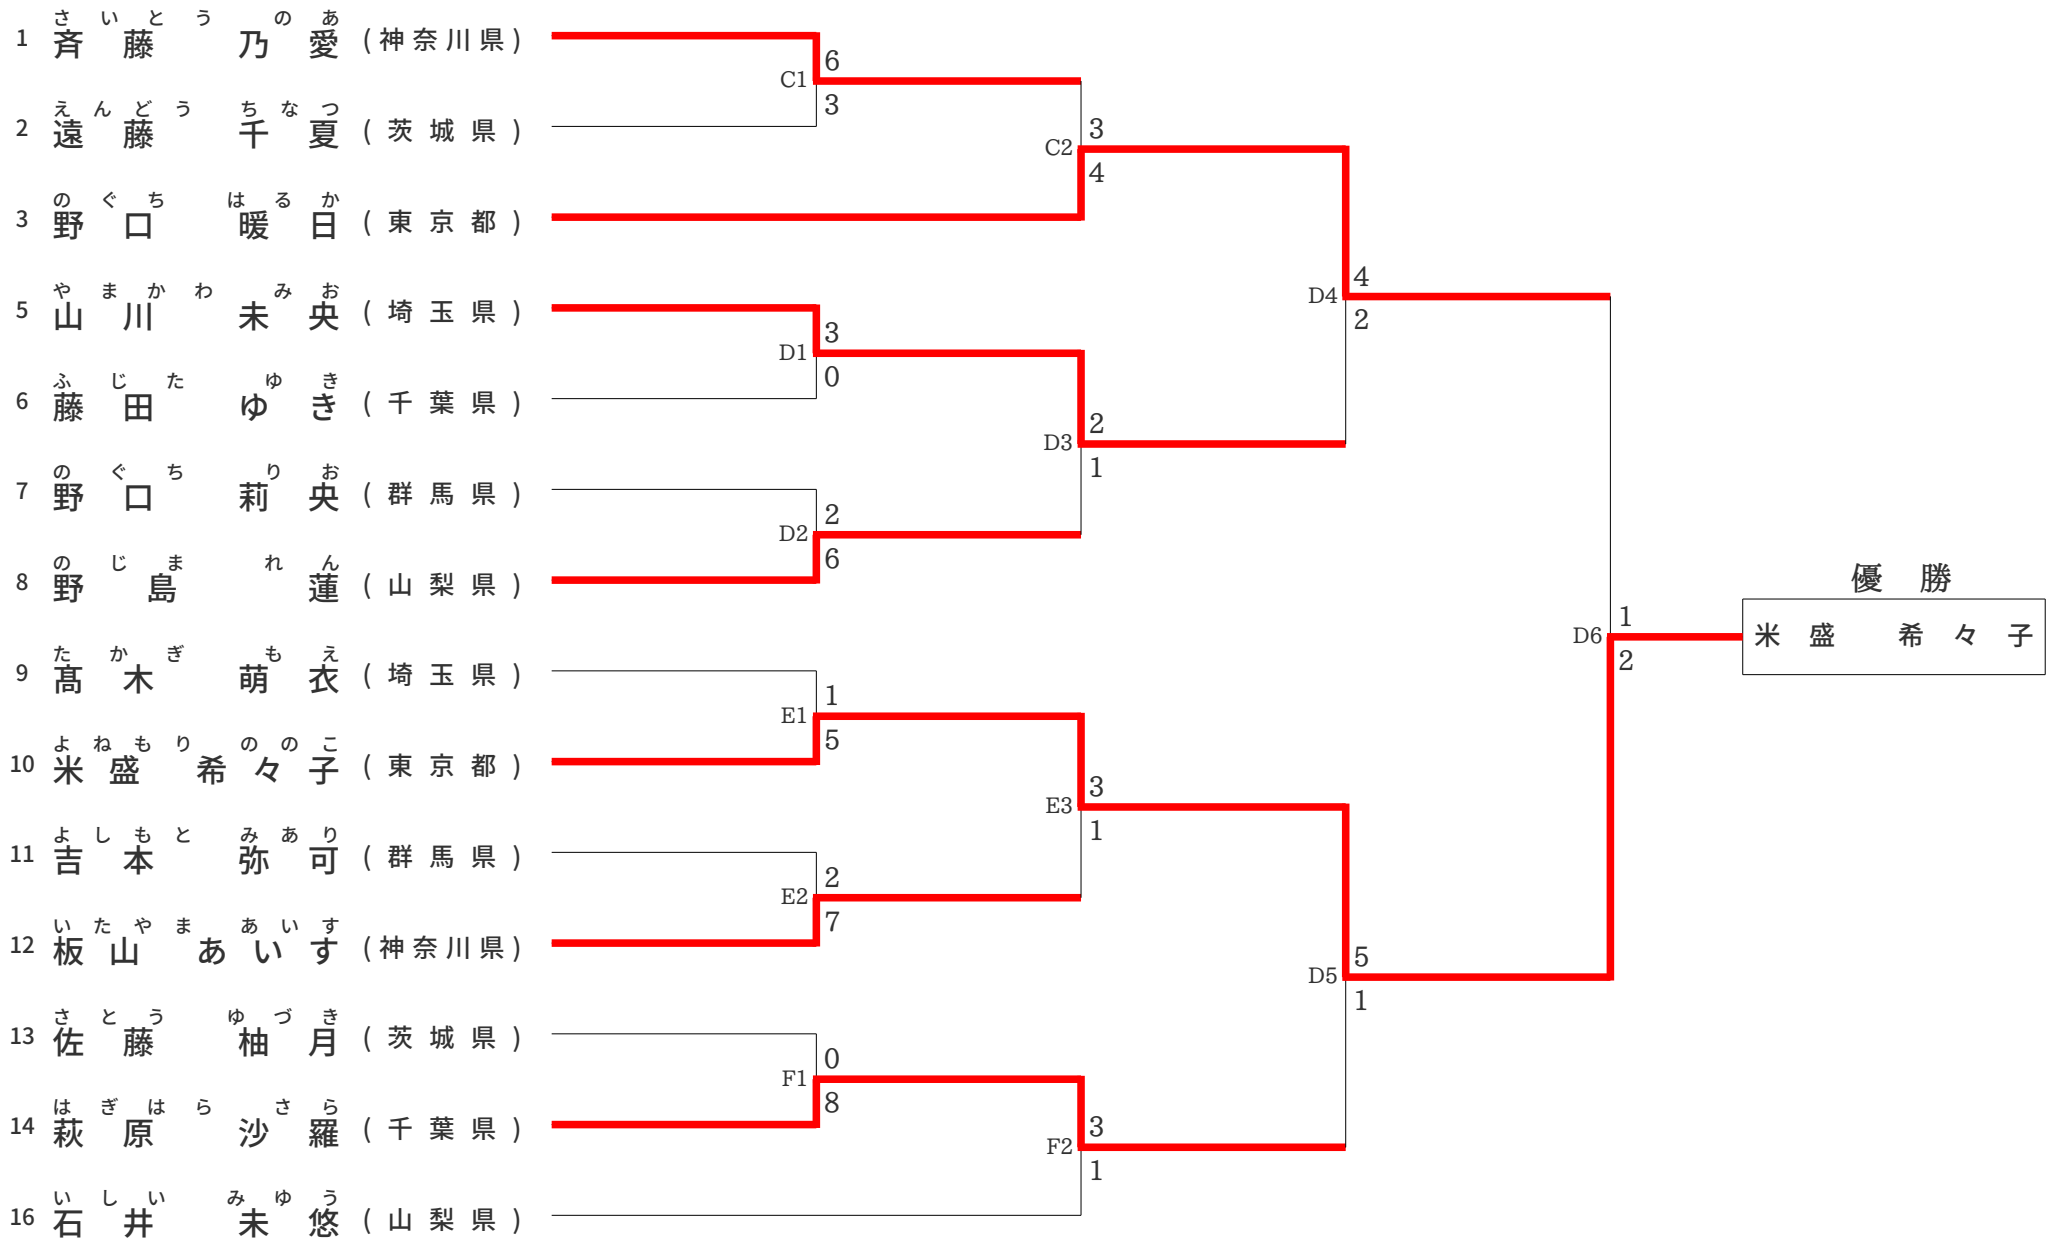 さいとう のあ
1 斉藤 乃愛 (神奈川県)
6
C1
3
えんどう ちなつ
2 遠藤 千夏 (茨城県)
3
C2
4
のぐち はるか
3 野口 暖日 (東京都)
4
D4
2
やまかわ みお
5 山川 未央 (埼玉県)
3
D1
0
ふじた ゆき
6 藤田 ゆき (千葉県)
2
D3
1
のぐち りお
7 野口 莉央 (群馬県)
2
D2
6
のじま れん
8 野島 蓮 (山梨県)
優勝
1
D6 米盛 希々子
2
たかぎ もえ
9 髙木 萌衣 (埼玉県)
1
E1
5
よねもり ののこ
10 米盛 希々子 (東京都)
3
E3
1
よしもと みあり
11 吉本 弥可 (群馬県)
2
E2
7
いたやま あいす
12 板山 あいす (神奈川県)
5
D5
1
さとう ゆづき
13 佐藤 柚月 (茨城県)
0
F1
8
はぎはら さら
14 萩原 沙羅 (千葉県)
3
F2
1
いしい みゆう
16 石井 未悠 (山梨県)